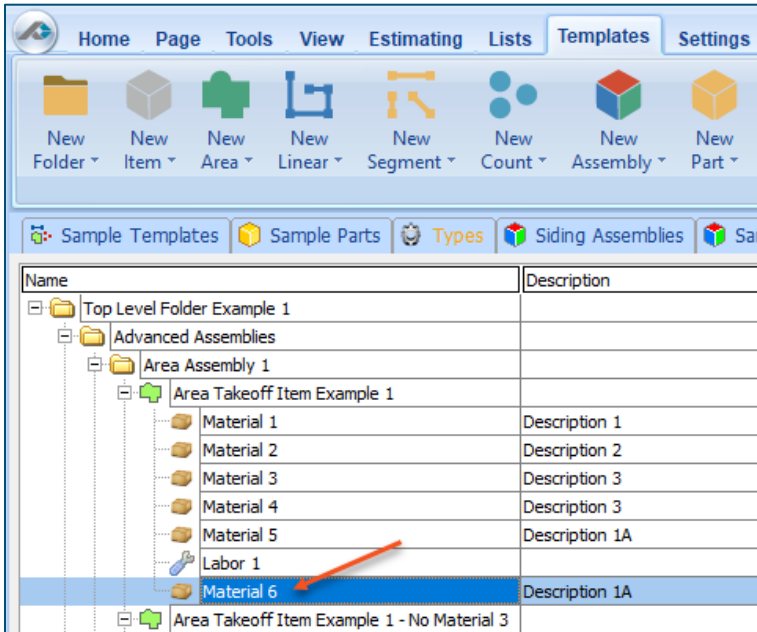 Home Page Tools View Estimating Lists Templates Settings
New Folder New Item New Area New Linear New Segment New Count New Assembly New Part
Sample Templates Sample Parts Types Siding Assemblies
Name Description
Top Level Folder Example 1
Advanced Assemblies
Area Assembly 1
Area Takeoff Item Example 1
Material 1 Description 1
Material 2 Description 2
Material 3 Description 3
Material 4 Description 3
Material 5 Description 1A
Labor 1
Material 6 Description 1A
Area Takeoff Item Example 1 - No Material 3